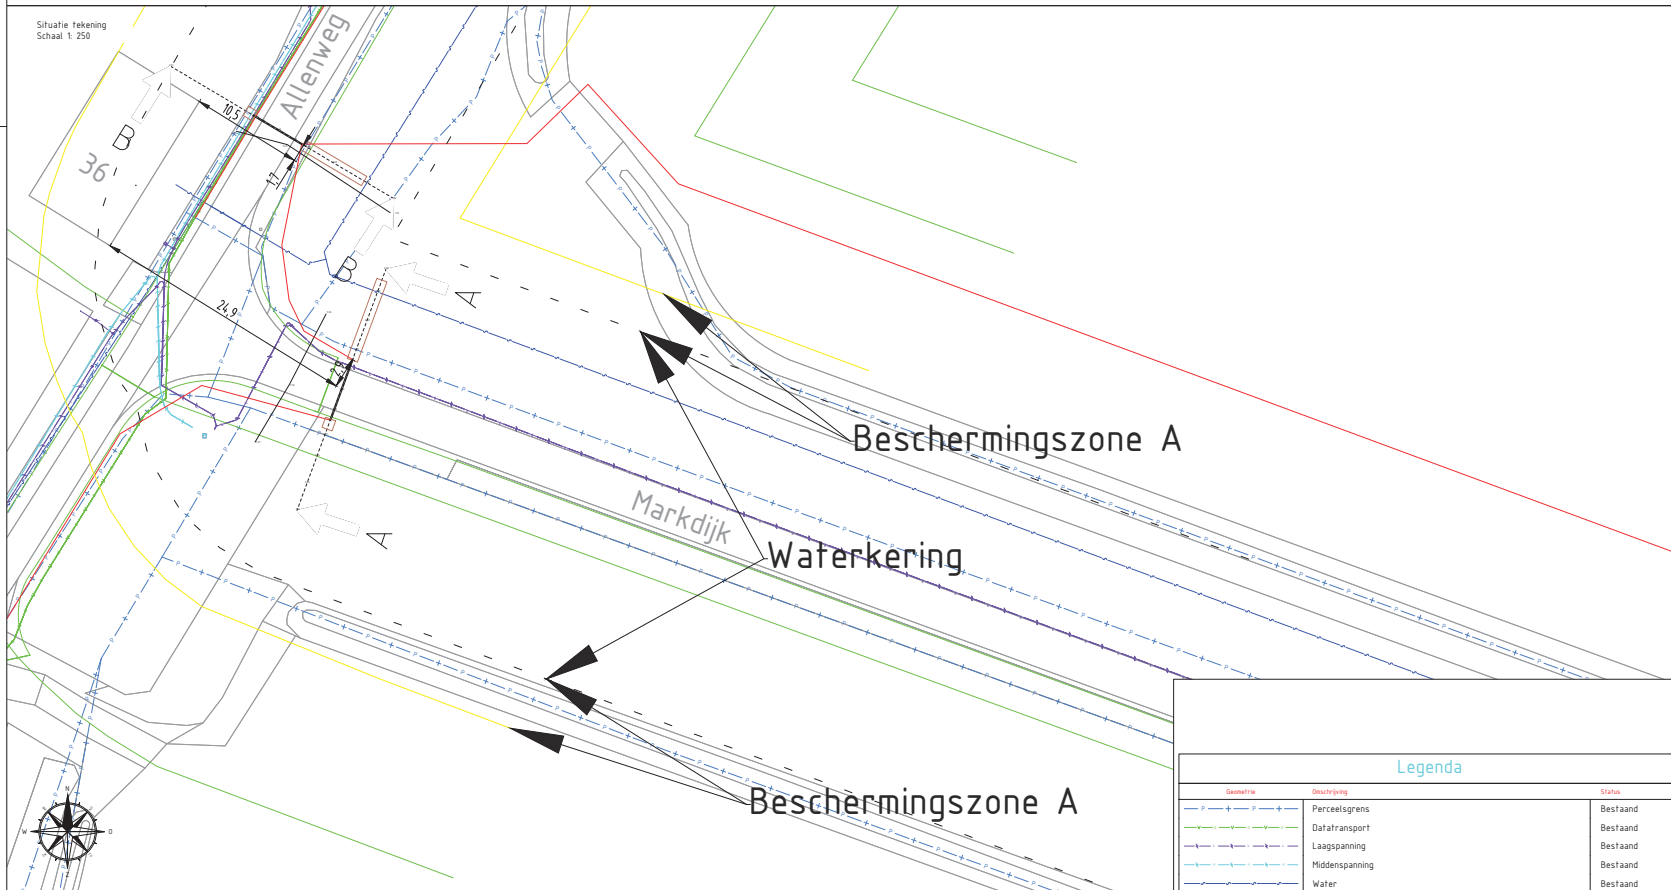 Situatie tekening
Schaal 1: 250
Allenweg
10,5
B
36
1,7
B
A
24,9
Beschermingszone A
Markdijk
A
Waterkering
Beschermingszone A
Legenda
Geometrie Omschrijving Status
Perceelsgrens Bestaand
Datatransport Bestaand
Laagspanning Bestaand
Middenspanning Bestaand
Water Bestaand
N
W O
Z